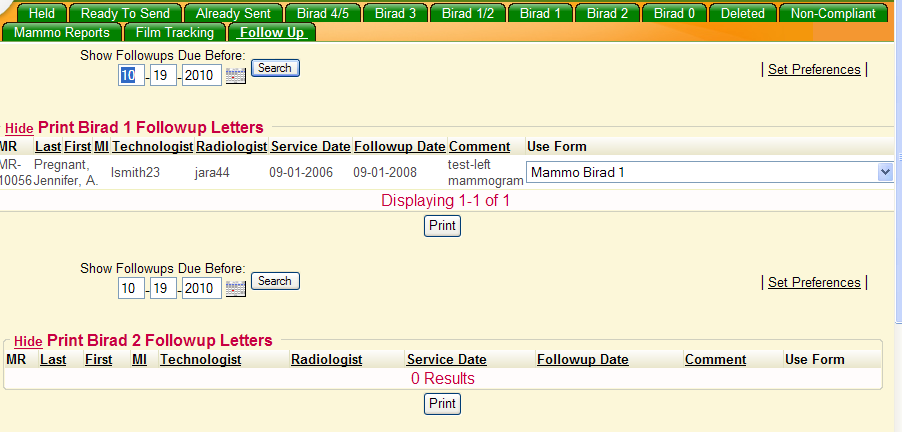 Held Ready To Send Already Sent Birad 4/5 Birad 3 Birad 1/2 Birad 1 Birad 2 Birad 0 Deleted Non-Compliant
Mammo Reports Film Tracking Follow Up
Show Followups Due Before:
10 - 19 - 2010 Search | Set Preferences |
Hide Print Birad 1 Followup Letters
MR Last First MI Technologist Radiologist Service Date Followup Date Comment Use Form
MR- Pregnant, lsmith23 jara44 09-01-2006 09-01-2008 test-left Mammo Birad 1
10056 Jennifer, A. mammogram
Displaying 1-1 of 1
Print
Show Followups Due Before:
10 - 19 - 2010 Search | Set Preferences |
Hide Print Birad 2 Followup Letters
MR Last First MI Technologist Radiologist Service Date Followup Date Comment Use Form
0 Results
Print